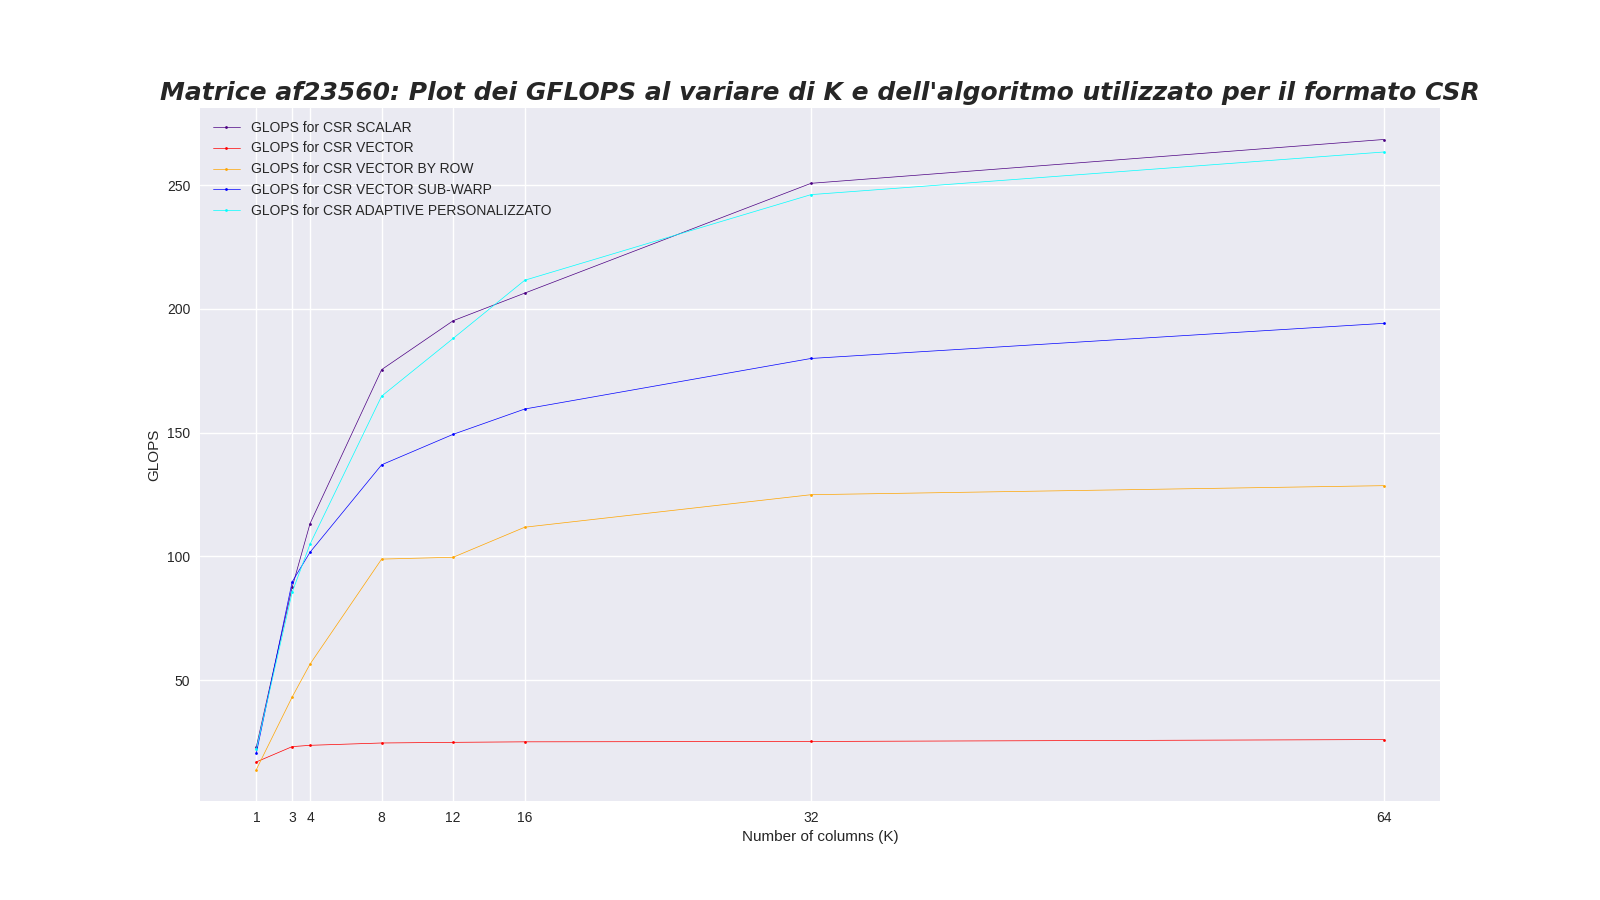 Matrice af23560: Plot dei GFLOPS al variare di K e dell'algoritmo utilizzato per il formato CSR
GLOPS for CSR SCALAR
GLOPS for CSR VECTOR
GLOPS for CSR VECTOR BY ROW
GLOPS for CSR VECTOR SUB-WARP
GLOPS for CSR ADAPTIVE PERSONALIZZATO
250
200
150
100
50
GLOPS
1 3 4 8 12 16 32 64
Number of columns (K)